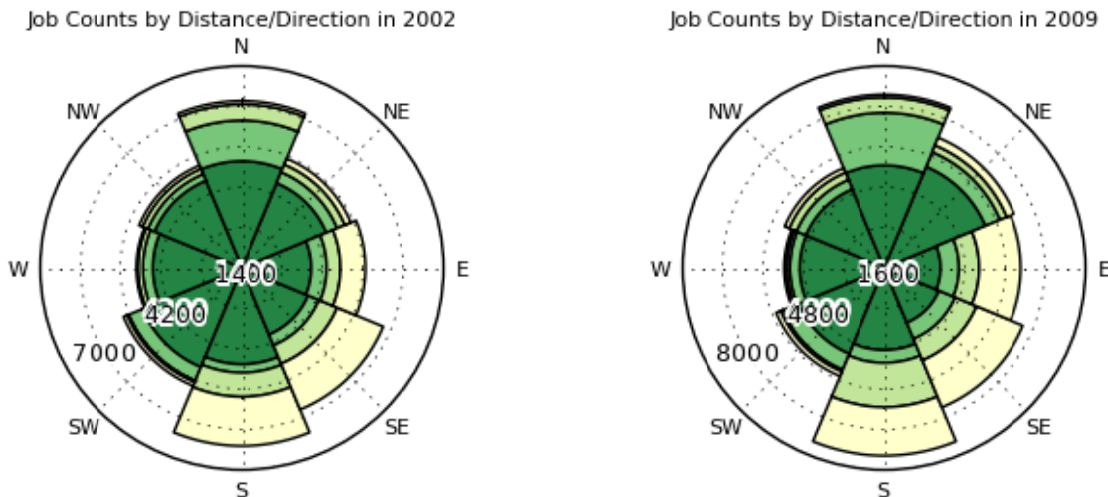 Job Counts by Distance/Direction in 2002
N
NW
NE
W
1400
E
4200
7000
SW
SE
S
Job Counts by Distance/Direction in 2009
N
NW
NE
W
1600
E
4800
8000
SW
SE
S